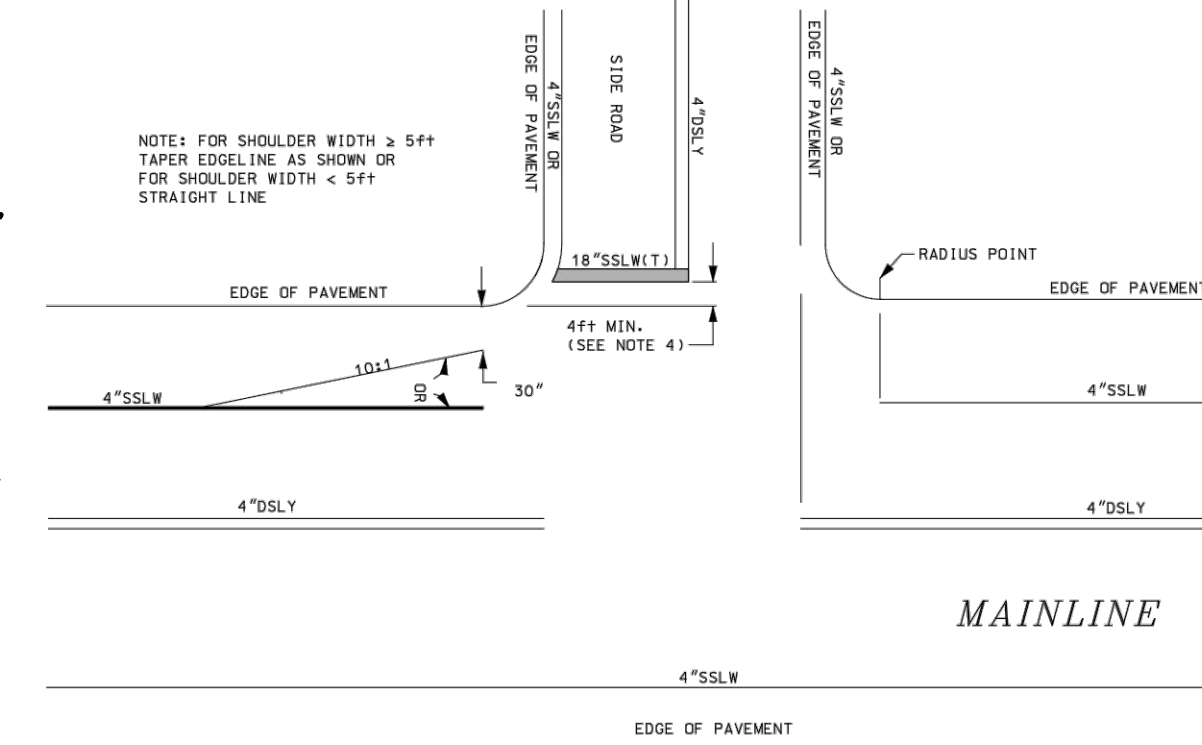 EDGE OF PAVEMENT
4"SSLW OR
SIDE ROAD
4"DSLY
EDGE OF PAVEMENT
4"SSLW OR
NOTE: FOR SHOULDER WIDTH ≥ 5ft
TAPER EDGELINE AS SHOWN OR
FOR SHOULDER WIDTH < 5ft
STRAIGHT LINE
18"SSLW(T)
RADIUS POINT
EDGE OF PAVEMENT
EDGE OF PAVEMENT
4ft MIN.
(SEE NOTE 4)
10:1
OR
30"
4"SSLW
4"SSLW
4"DSLY
4"DSLY
MAINLINE
4"SSLW
EDGE OF PAVEMENT